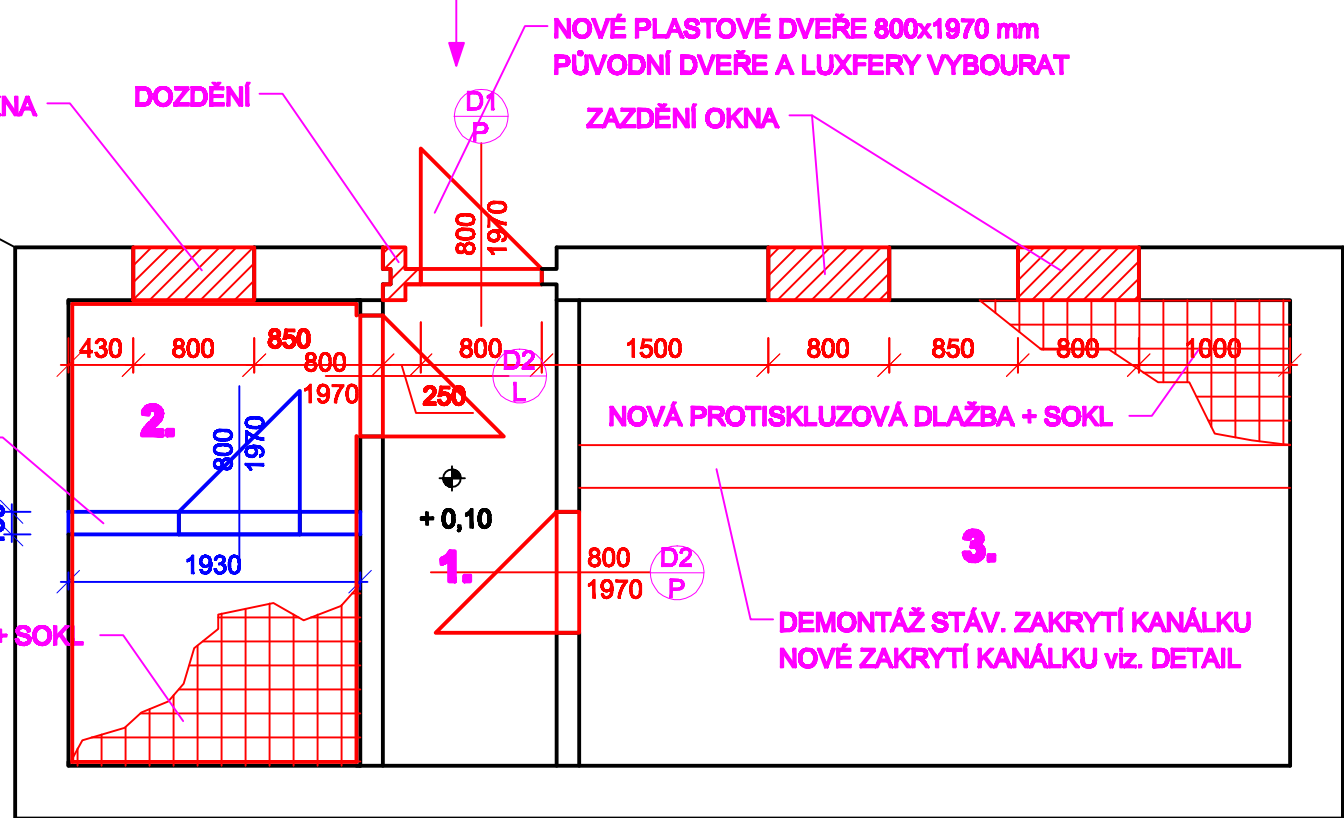 NOVÉ PLASTOVÉ DVEŘE 800x1970 mm
PŮVODNÍ DVEŘE A LUXFERY VYBOURAT
DOZDĚNÍ
D1
P
ZAZDĚNÍ OKNA
800
1970
430
800
850
800
1970
800
D2
L
250
1500
800
850
800
1000
2.
800
1970
NOVÁ PROTISKLUZOVÁ DLAŽBA + SOKL
+ 0,10
1.
800
1970
D2
P
3.
1930
+ SOKL
DEMONTÁŽ STÁV. ZAKRYTÍ KANÁLKU
NOVÉ ZAKRYTÍ KANÁLKU viz. DETAIL